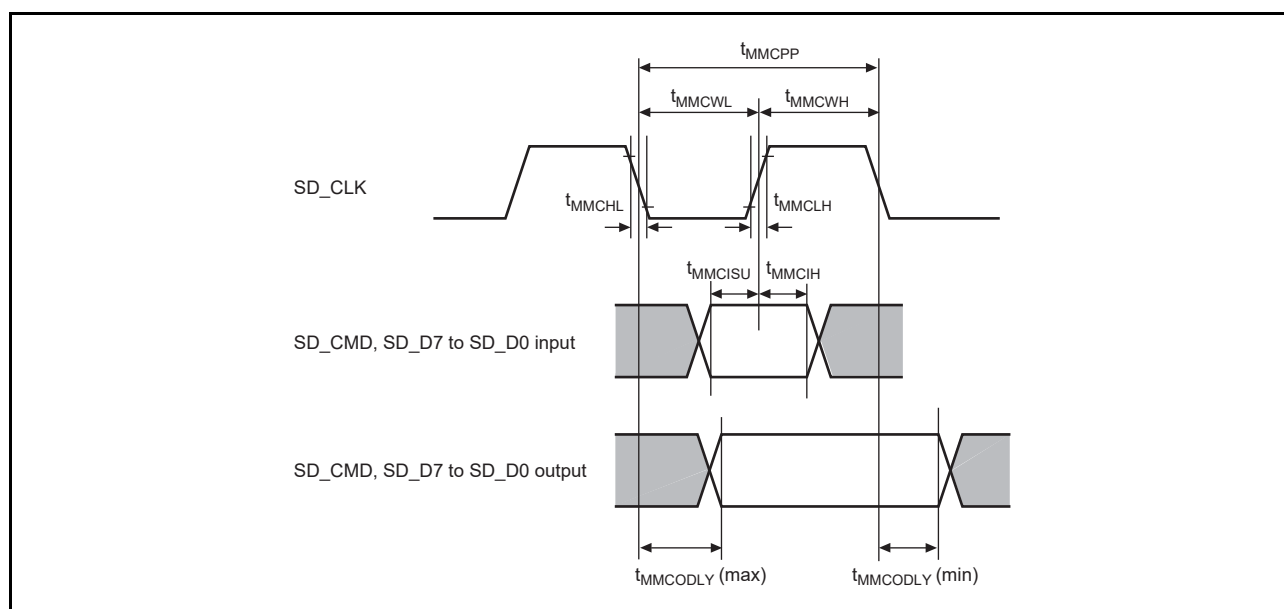 tMMCPP
tMMCWL tMMCWH
SD_CLK
tMMCHL tMMCLH
tMMCISU tMMCIH
SD_CMD, SD_D7 to SD_D0 input
SD_CMD, SD_D7 to SD_D0 output
tMMCODLY (max) tMMCODLY (min)